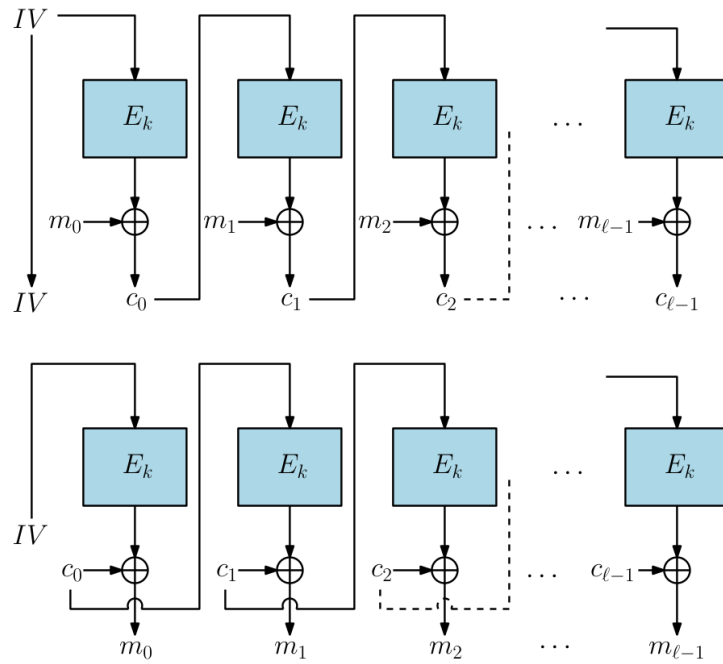 IV
E_k E_k E_k ... E_k
m_0 m_1 m_2 ... m_{ℓ−1}
IV c_0 c_1 c_2 ... c_{ℓ−1}
E_k E_k E_k ... E_k
IV
c_0 c_1 c_2 ... c_{ℓ−1}
m_0 m_1 m_2 ... m_{ℓ−1}